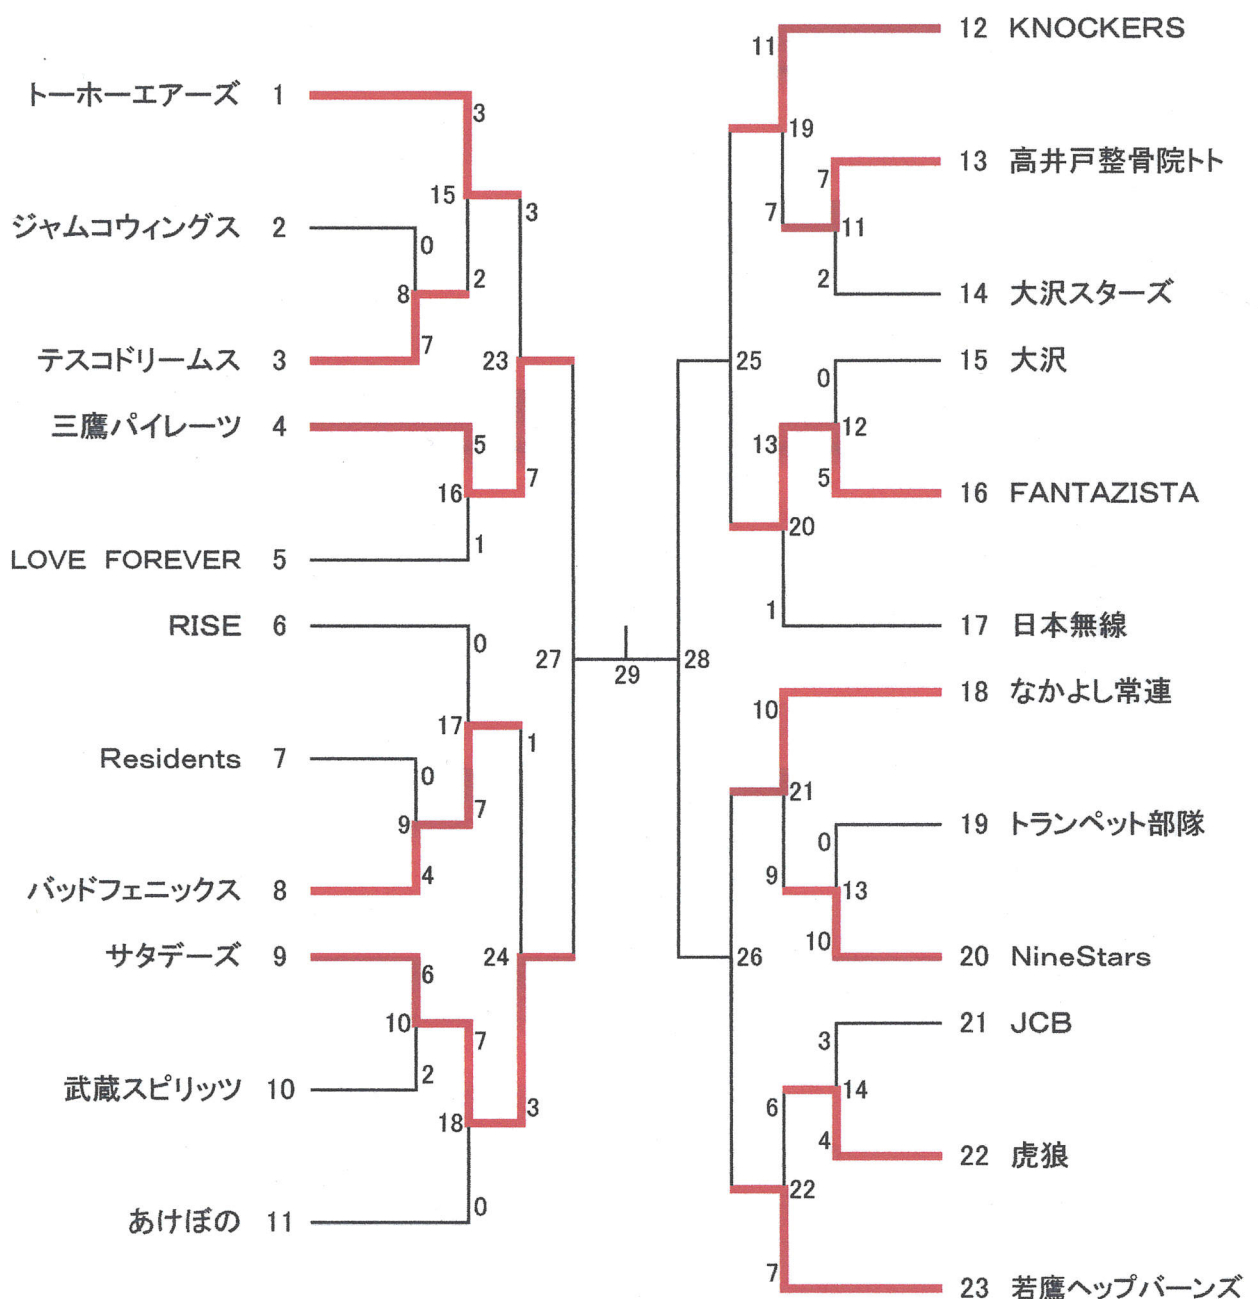 トーホーエアーズ 1
ジャムコウィングス 2
テスコドリームス 3
三鷹パイレーツ 4
LOVE FOREVER 5
RISE 6
Residents 7
バッドフェニックス 8
サタデーズ 9
武蔵スピリッツ 10
あけぼの 11
3
15
0
8
2
7
3
23
5
16
7
1
0
17
1
0
9
7
4
24
6
10
7
2
18
3
0
27
29
28
25
26
11
19
7
7
11
2
0
13
12
5
20
1
10
21
0
9
13
10
3
6
14
4
22
7
12 KNOCKERS
13 高井戸整骨院トト
14 大沢スターズ
15 大沢
16 FANTAZISTA
17 日本無線
18 なかよし常連
19 トランペット部隊
20 NineStars
21 JCB
22 虎狼
23 若鷹ヘップバーンズ